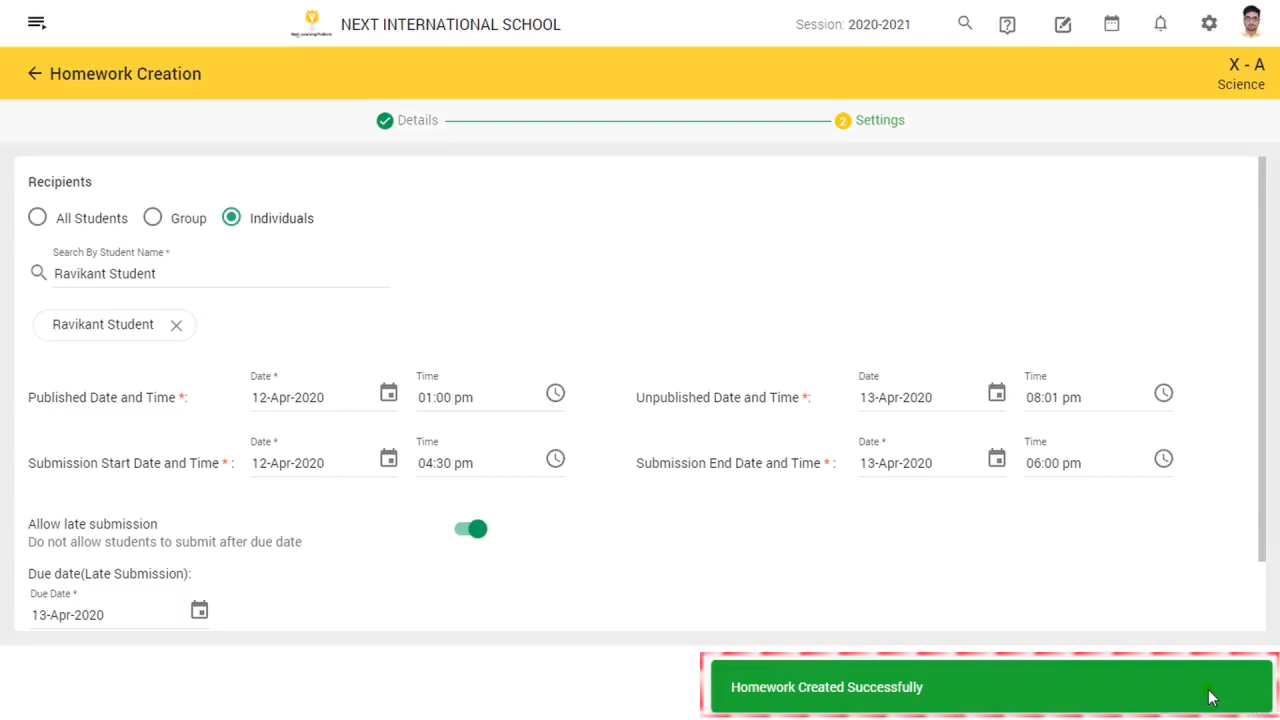 NEXT INTERNATIONAL SCHOOL
Session: 2020-2021
Homework Creation
X - A
Science
Details
2 Settings
Recipients
All Students
Group
Individuals
Search By Student Name *
Ravikant Student
Ravikant Student
Published Date and Time *:
Date *
12-Apr-2020
Time
01:00 pm
Unpublished Date and Time *:
Date
13-Apr-2020
Time
08:01 pm
Submission Start Date and Time * :
Date *
12-Apr-2020
Time
04:30 pm
Submission End Date and Time * :
Date *
13-Apr-2020
Time
06:00 pm
Allow late submission
Do not allow students to submit after due date
Due date(Late Submission):
Due Date *
13-Apr-2020
Homework Created Successfully